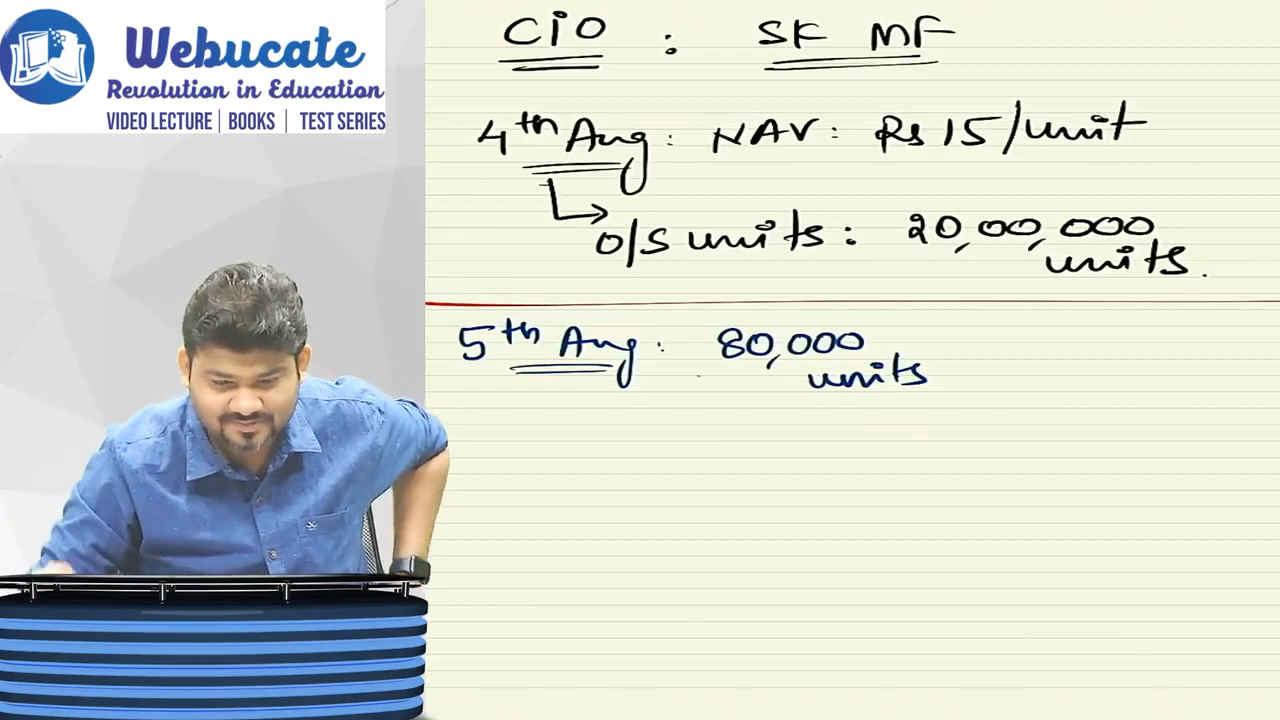 Webucate
Revolution in Education
VIDEO LECTURE | BOOKS | TEST SERIES
CIO : SK MF
4th Aug : NAV : Rs 15/unit
O/S units : 20,00,000
units.
5th Aug : 80,000
units